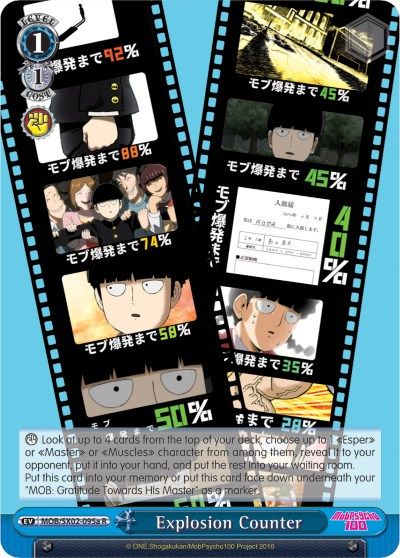 LEVEL
1
1
COST
モブ爆発まで92%
モブ爆発まで88%
モブ爆発まで74%
モブ爆発まで58%
モブ
50%
モブ爆発まで45%
モブ爆発まで45%
入部届
40%
モブ爆発まで35%
28%
Look at up to 4 cards from the top of your deck, choose up to 1 «Esper»
or «Master» or «Muscles» character from among them, reveal it to your
opponent, put it into your hand, and put the rest into your waiting room.
Put this card into your memory or put this card face down underneath your
"MOB: Gratitude Towards His Master" as a marker.
EV MOB/SX02-095a R
Explosion Counter
MobPsycho
100
© ONE,Shogakukan/MobPsycho100 Project 2016